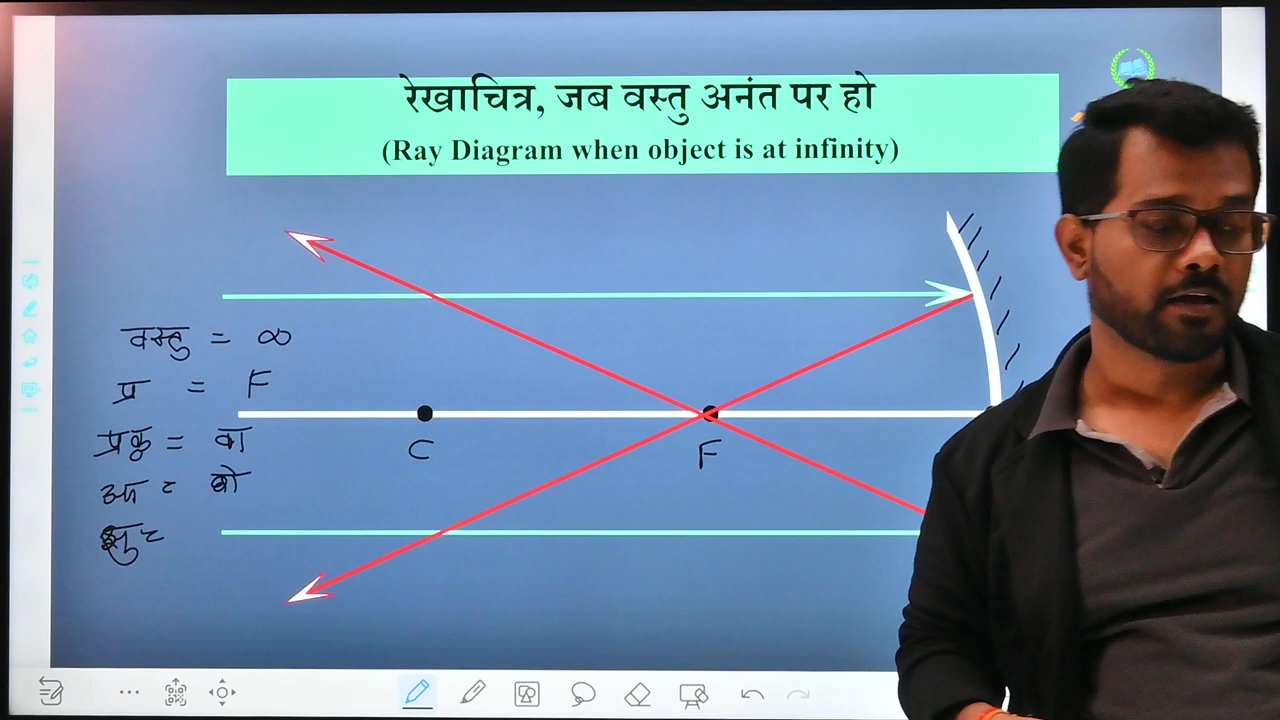 रेखाचित्र, जब वस्तु अनंत पर हो
(Ray Diagram when object is at infinity)
वस्तु = ∞
प्र = F
प्रकृ = वा
आ =
=
C
F